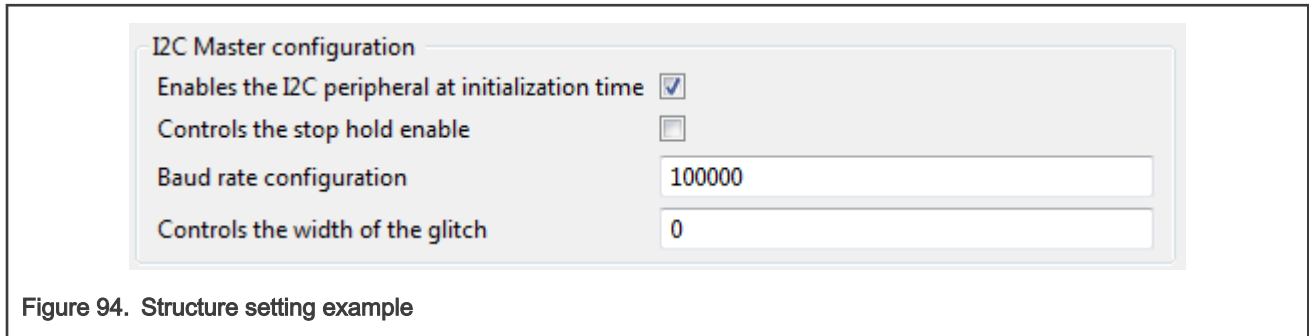 I2C Master configuration
Enables the I2C peripheral at initialization time
Controls the stop hold enable
Baud rate configuration 100000
Controls the width of the glitch 0
Figure 94. Structure setting example